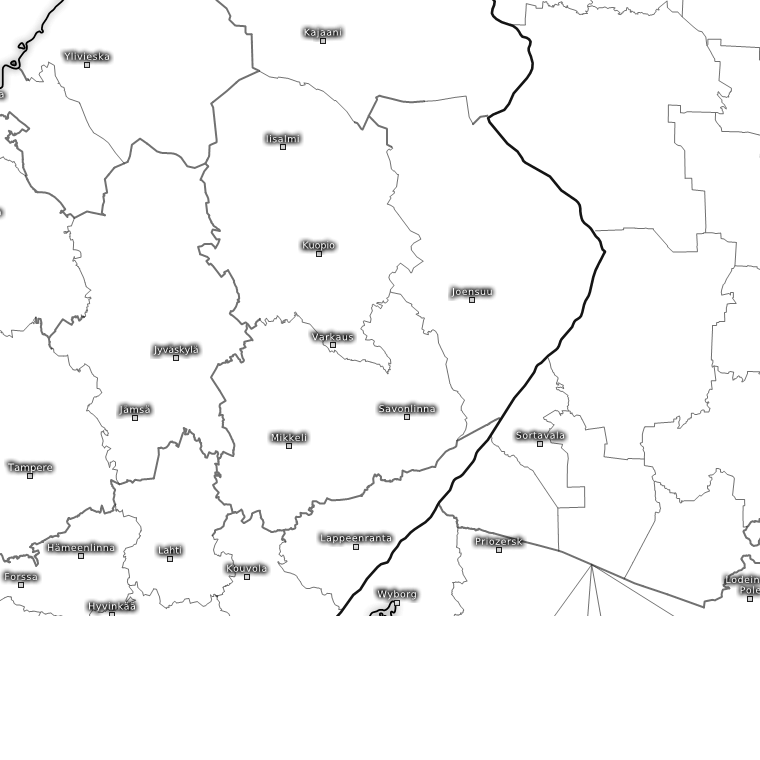 Kajaani
Ylivieska
a
Iisalmi
Kuopio
Joensuu
Varkaus
Jyväskylä
Jämsä
Savonlinna
Mikkeli
Sortavala
Tampere
Lappeenranta
Priozersk
Hämeenlinna
Lahti
Kouvola
Forssa
Lodeïn
Pole
Wyborg
Hyvinkää